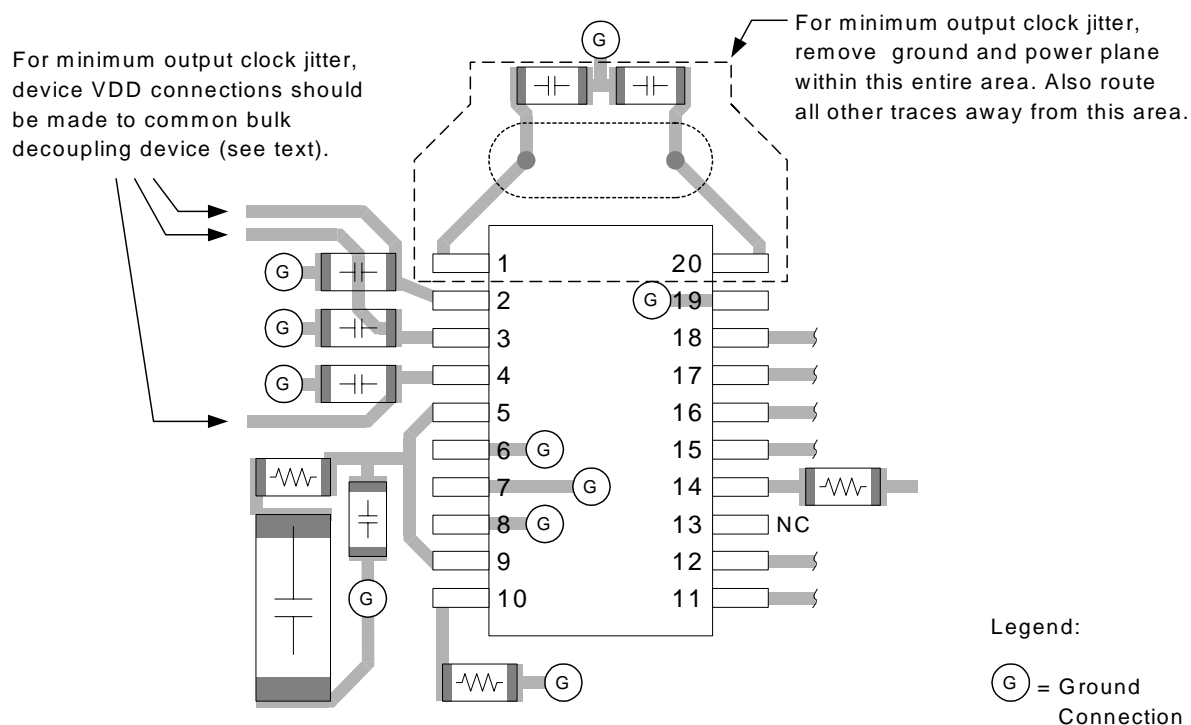 For minimum output clock jitter,
device VDD connections should
be made to common bulk
decoupling device (see text).
G
For minimum output clock jitter,
remove ground and power plane
within this entire area. Also route
all other traces away from this area.
G
1
20
2
G
19
G
3
18
G
4
17
5
16
6
G
15
7
G
14
8
G
13
NC
9
12
G
10
11
G
Legend:
G = Ground
Connection